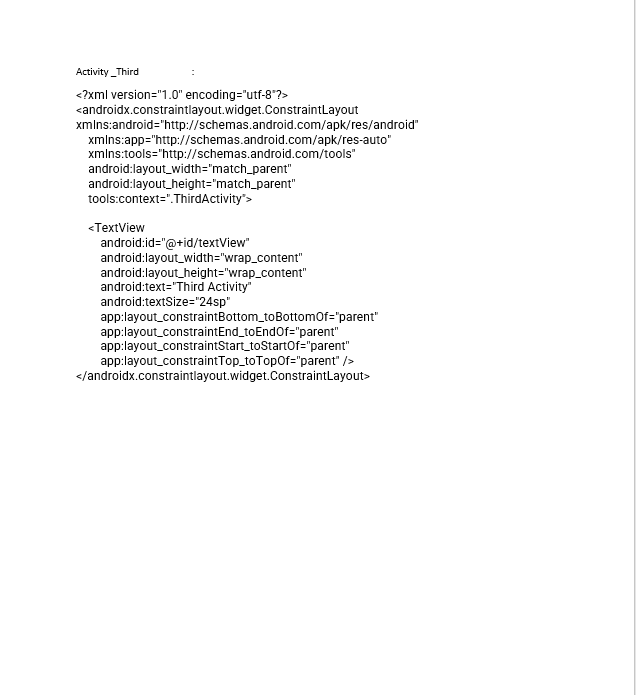 Activity _Third :
<?xml version="1.0" encoding="utf-8"?>
<androidx.constraintlayout.widget.ConstraintLayout
xmlns:android="http://schemas.android.com/apk/res/android"
    xmlns:app="http://schemas.android.com/apk/res-auto"
    xmlns:tools="http://schemas.android.com/tools"
    android:layout_width="match_parent"
    android:layout_height="match_parent"
    tools:context=".ThirdActivity">

    <TextView
        android:id="@+id/textView"
        android:layout_width="wrap_content"
        android:layout_height="wrap_content"
        android:text="Third Activity"
        android:textSize="24sp"
        app:layout_constraintBottom_toBottomOf="parent"
        app:layout_constraintEnd_toEndOf="parent"
        app:layout_constraintStart_toStartOf="parent"
        app:layout_constraintTop_toTopOf="parent" />
</androidx.constraintlayout.widget.ConstraintLayout>